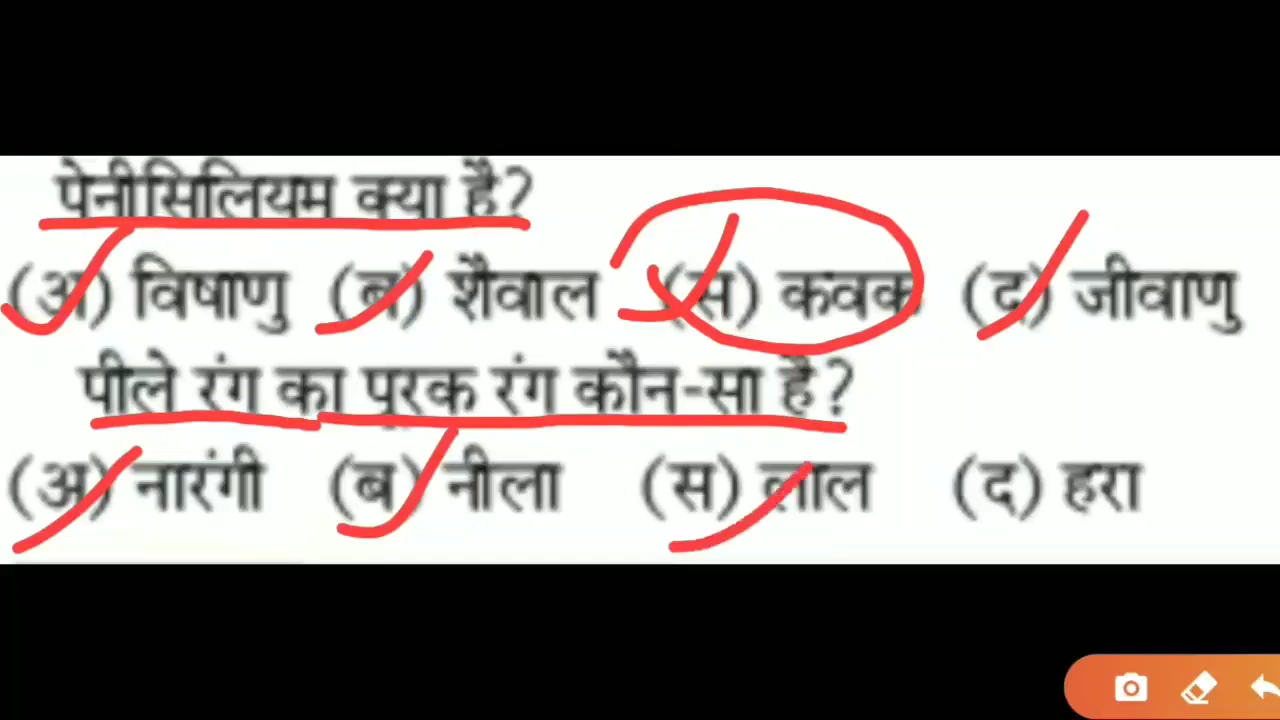 पेनीसिलियम क्या है?
(अ) विषाणु (ब) शैवाल (स) कवक (द) जीवाणु
पीले रंग का पूरक रंग कौन-सा है?
(अ) नारंगी (ब) नीला (स) लाल (द) हरा